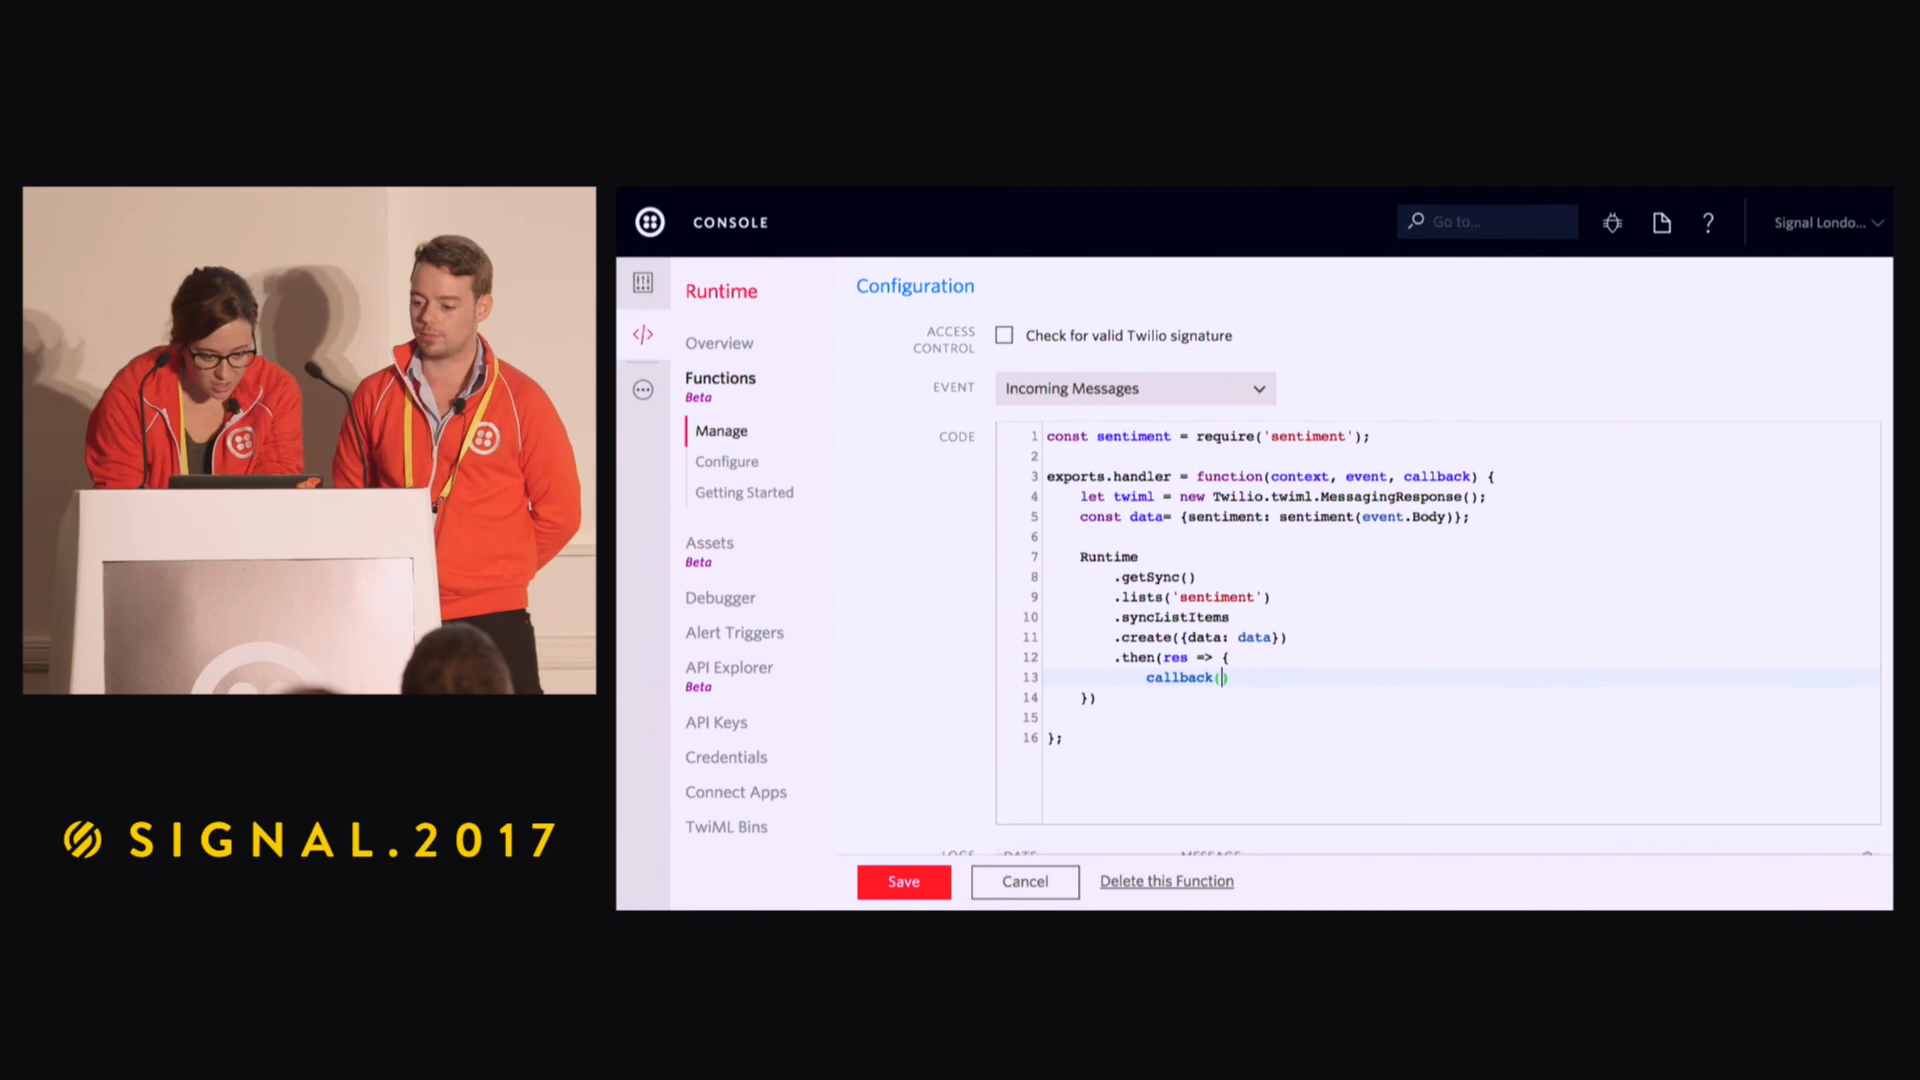 CONSOLE
Go to...
?
Signal Londo...
Runtime
Overview
Functions
Beta
Manage
Configure
Getting Started
Assets
Beta
Debugger
Alert Triggers
API Explorer
Beta
API Keys
Credentials
Connect Apps
TwiML Bins
Configuration
ACCESS CONTROL
Check for valid Twilio signature
EVENT
Incoming Messages
CODE
1 const sentiment = require('sentiment');
2
3 exports.handler = function(context, event, callback) {
4 let twiml = new Twilio.twiml.MessagingResponse();
5 const data= {sentiment: sentiment(event.Body)};
6
7 Runtime
8 .getSync()
9 .lists('sentiment')
10 .syncListItems
11 .create({data: data})
12 .then(res => {
13 callback()
14 })
15
16 };
LOGS DATE MESSAGE
Save
Cancel
Delete this Function
SIGNAL.2017